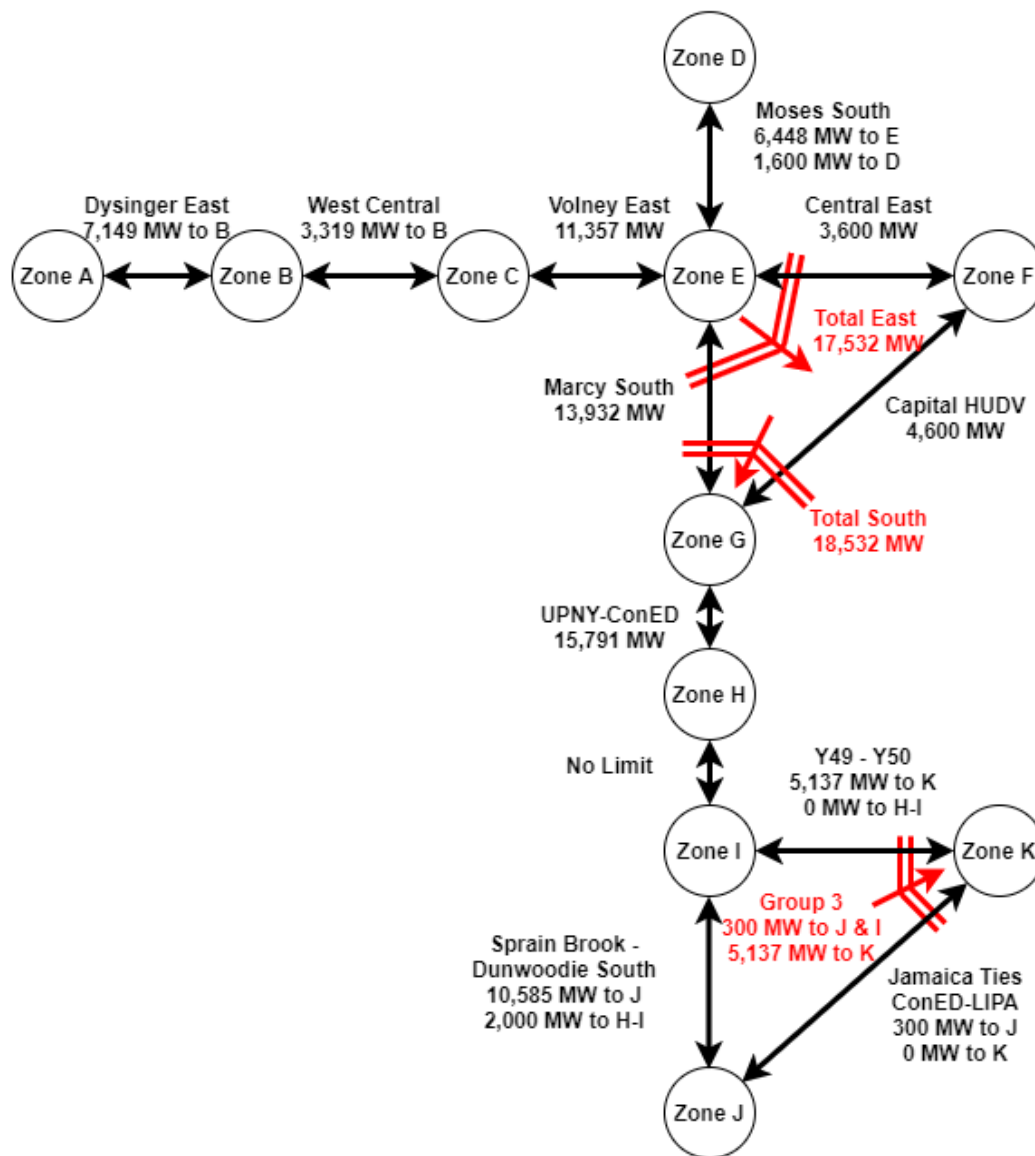 Zone D
Moses South
6,448 MW to E
1,600 MW to D
Dysinger East
7,149 MW to B
West Central
3,319 MW to B
Volney East
11,357 MW
Central East
3,600 MW
Zone A
Zone B
Zone C
Zone E
Zone F
Total East
17,532 MW
Marcy South
13,932 MW
Capital HUDV
4,600 MW
Total South
18,532 MW
Zone G
UPNY-ConED
15,791 MW
Zone H
No Limit
Y49 - Y50
5,137 MW to K
0 MW to H-I
Zone I
Zone K
Group 3
300 MW to J & I
5,137 MW to K
Sprain Brook -
Dunwoodie South
10,585 MW to J
2,000 MW to H-I
Jamaica Ties
ConED-LIPA
300 MW to J
0 MW to K
Zone J